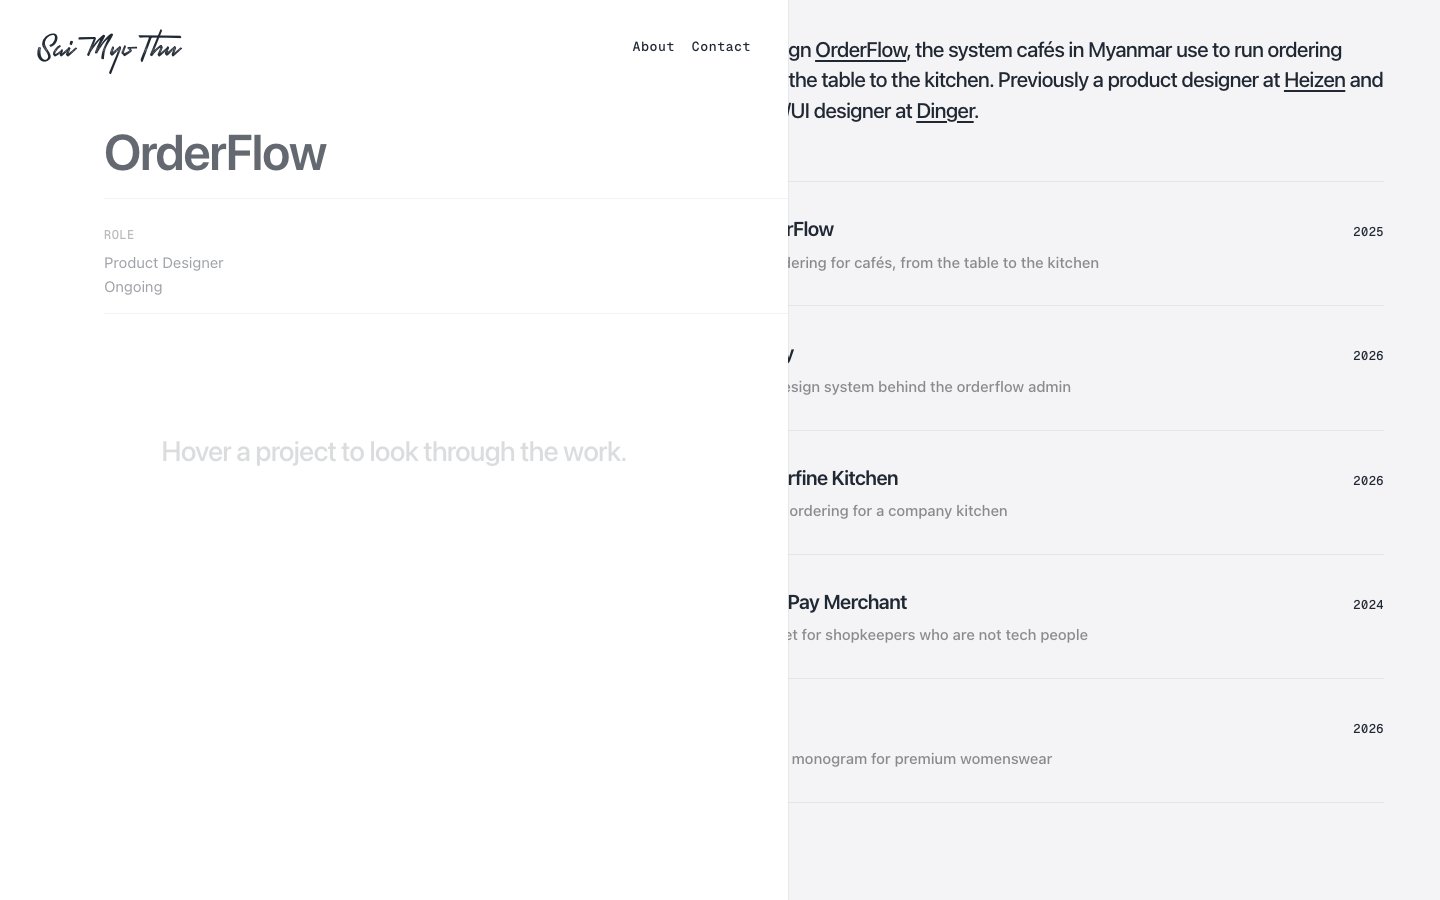 Sai Myo Thu
About Contact
OrderFlow
ROLE
Product Designer
Ongoing
Hover a project to look through the work.
gn OrderFlow, the system cafés in Myanmar use to run ordering
the table to the kitchen. Previously a product designer at Heizen and
/UI designer at Dinger.
rFlow
2025
dering for cafés, from the table to the kitchen
y
2026
esign system behind the orderflow admin
rfine Kitchen
2026
ordering for a company kitchen
Pay Merchant
2024
et for shopkeepers who are not tech people
2026
monogram for premium womenswear